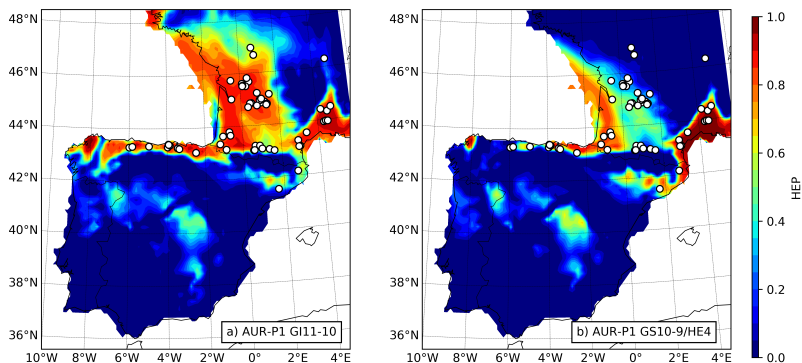 48°N
46°N
44°N
42°N
40°N
38°N
36°N
10°W 8°W 6°W 4°W 2°W 0° 2°E 4°E
a) AUR-P1 GI11-10
48°N
46°N
44°N
42°N
40°N
38°N
36°N
10°W 8°W 6°W 4°W 2°W 0° 2°E 4°E
b) AUR-P1 GS10-9/HE4
1.0
0.8
0.6
0.4
0.2
0.0
HEP